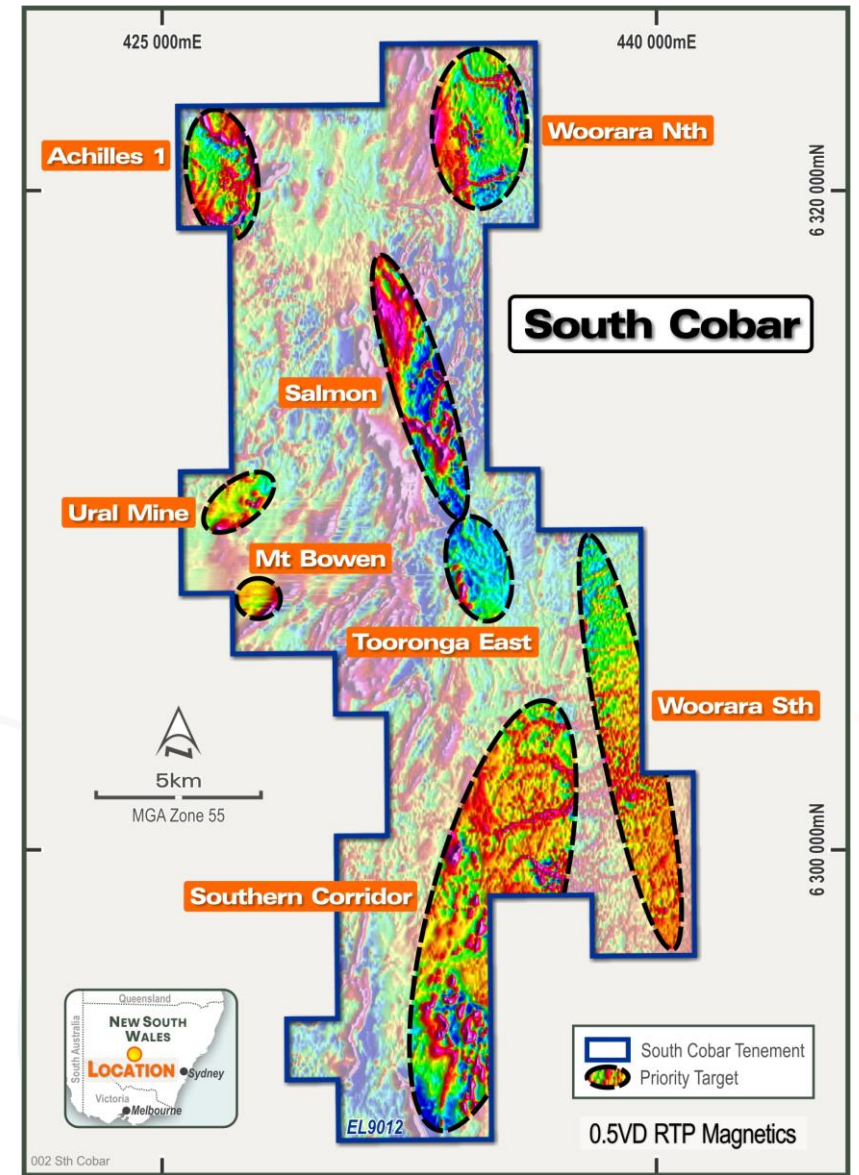 425 000mE
440 000mE
Woorara Nth
Achilles 1
6 320 000mN
South Cobar
Salmon
Ural Mine
Mt Bowen
Tooronga East
Woorara Sth
N
5km
MGA Zone 55
6 300 000mN
Southern Corridor
Queensland
South Australia
NEW SOUTH
WALES
LOCATION
Sydney
Victoria
Melbourne
EL9012
South Cobar Tenement
Priority Target
0.5VD RTP Magnetics
002 Sth Cobar